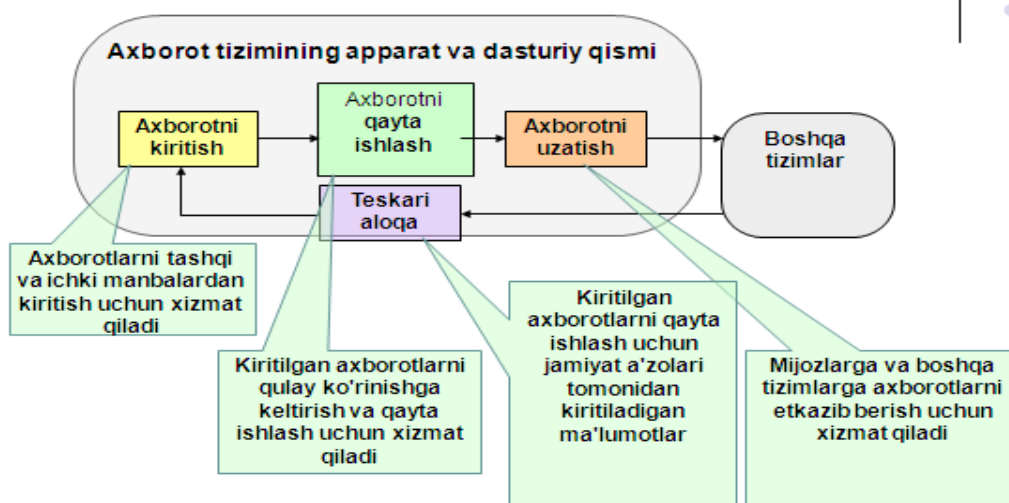 Axborot tizimining apparat va dasturiy qismi
Axborotni
kiritish
Axborotni
qayta
ishlash
Axborotni
uzatish
Boshqa
tizimlar
Teskari
aloqa
Axborotlarni tashqi
va ichki manbalardan
kiritish uchun xizmat
qiladi
Kiritilgan axborotlarni
qulay ko'rinishga
keltirish va qayta
ishlash uchun xizmat
qiladi
Kiritilgan
axborotlarni qayta
ishlash uchun
jamiyat a'zolari
tomonidan
kiritiladigan
ma'lumotlar
Mijozlarga va boshqa
tizimlarga axborotlarni
etkazib berish uchun
xizmat qiladi